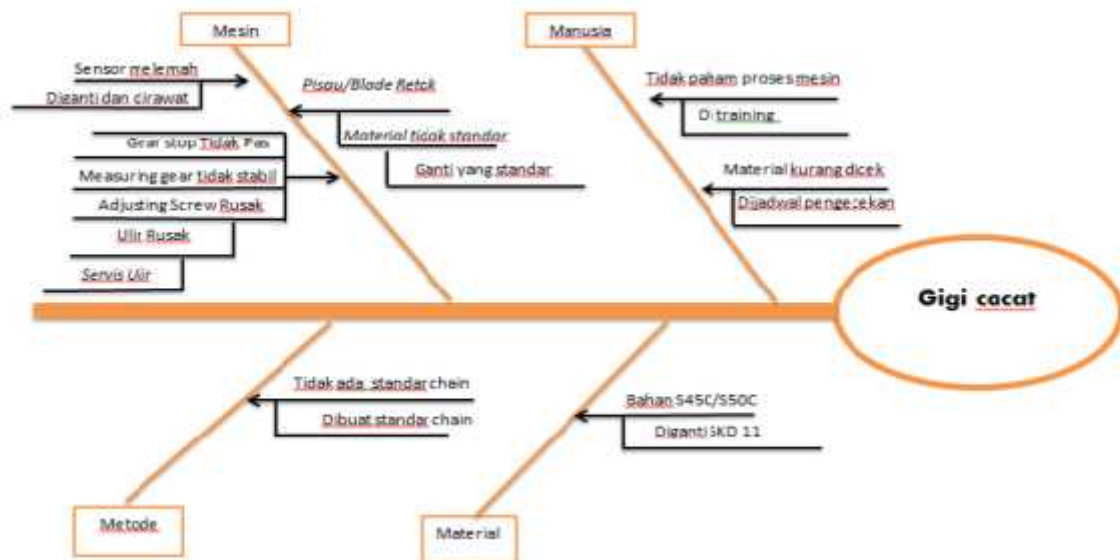 Mesin
Manusia
Sensor melemah
Diganti dan cirawat
Pisau/Blade Retak
Material tidak standar
Ganti yang standar
Gear stop Tidak Pas
Measuring gear tidak stabil
Adjusting Screw Rusak
Ulir Rusak
Servis Ulir
Tidak paham proses mesin
Di training
Material kurang dicek
Dijadwal pengecekan
Gigi cacat
Tidak ada standar chain
Dibuat standar chain
Bahan S45C/S50C
Diganti SKD 11
Metode
Material